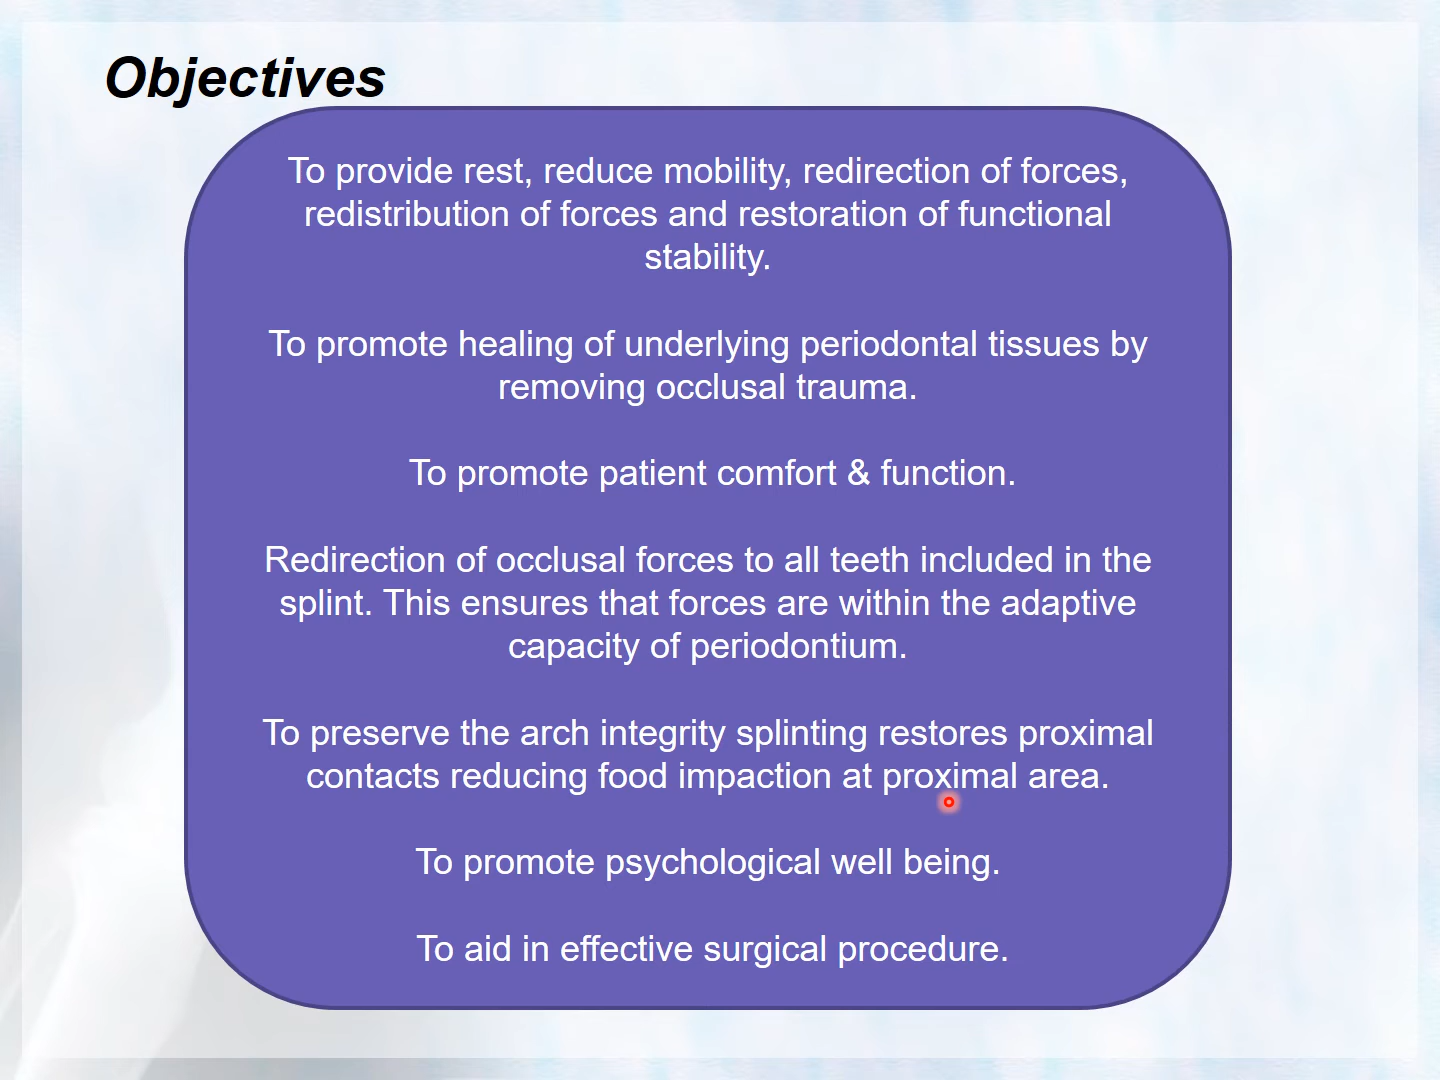 Objectives
To provide rest, reduce mobility, redirection of forces,
redistribution of forces and restoration of functional
stability.
To promote healing of underlying periodontal tissues by
removing occlusal trauma.
To promote patient comfort & function.
Redirection of occlusal forces to all teeth included in the
splint. This ensures that forces are within the adaptive
capacity of periodontium.
To preserve the arch integrity splinting restores proximal
contacts reducing food impaction at proximal area.
To promote psychological well being.
To aid in effective surgical procedure.